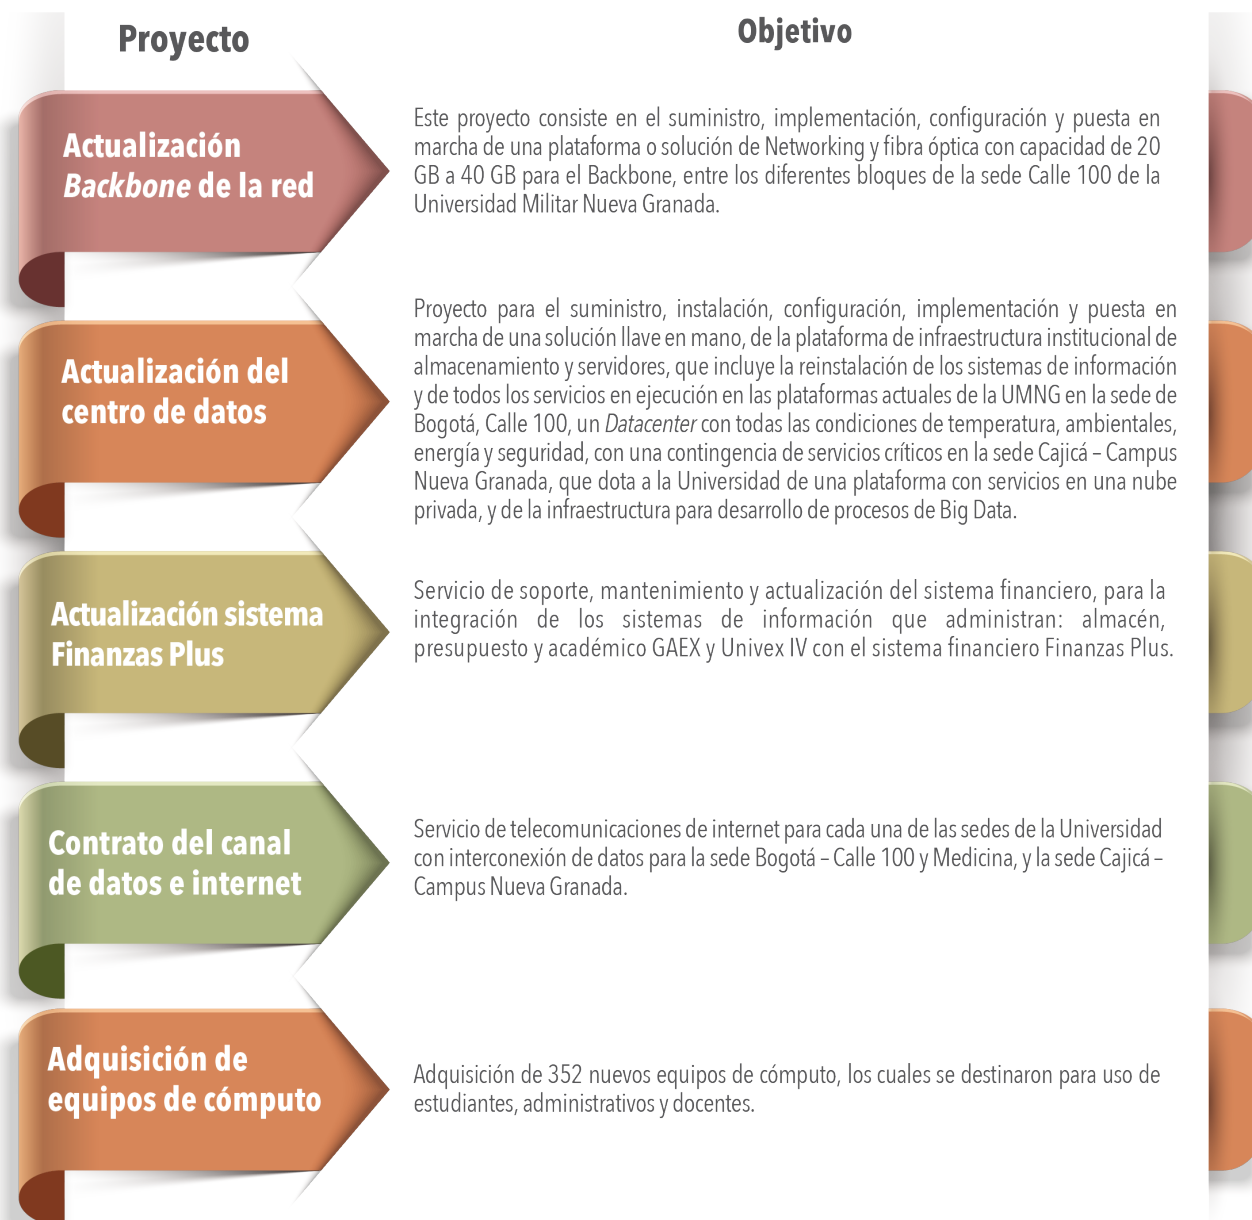 Proyecto
Objetivo
Actualización
Backbone de la red
Este proyecto consiste en el suministro, implementación, configuración y puesta en
marcha de una plataforma o solución de Networking y fibra óptica con capacidad de 20
GB a 40 GB para el Backbone, entre los diferentes bloques de la sede Calle 100 de la
Universidad Militar Nueva Granada.
Actualización del
centro de datos
Proyecto para el suministro, instalación, configuración, implementación y puesta en
marcha de una solución llave en mano, de la plataforma de infraestructura institucional de
almacenamiento y servidores, que incluye la reinstalación de los sistemas de información
y de todos los servicios en ejecución en las plataformas actuales de la UMNG en la sede de
Bogotá, Calle 100, un Datacenter con todas las condiciones de temperatura, ambientales,
energía y seguridad, con una contingencia de servicios críticos en la sede Cajicá – Campus
Nueva Granada, que dota a la Universidad de una plataforma con servicios en una nube
privada, y de la infraestructura para desarrollo de procesos de Big Data.
Actualización sistema
Finanzas Plus
Servicio de soporte, mantenimiento y actualización del sistema financiero, para la
integración de los sistemas de información que administran: almacén,
presupuesto y académico GAEX y Univex IV con el sistema financiero Finanzas Plus.
Contrato del canal
de datos e internet
Servicio de telecomunicaciones de internet para cada una de las sedes de la Universidad
con interconexión de datos para la sede Bogotá – Calle 100 y Medicina, y la sede Cajicá –
Campus Nueva Granada.
Adquisición de
equipos de cómputo
Adquisición de 352 nuevos equipos de cómputo, los cuales se destinaron para uso de
estudiantes, administrativos y docentes.